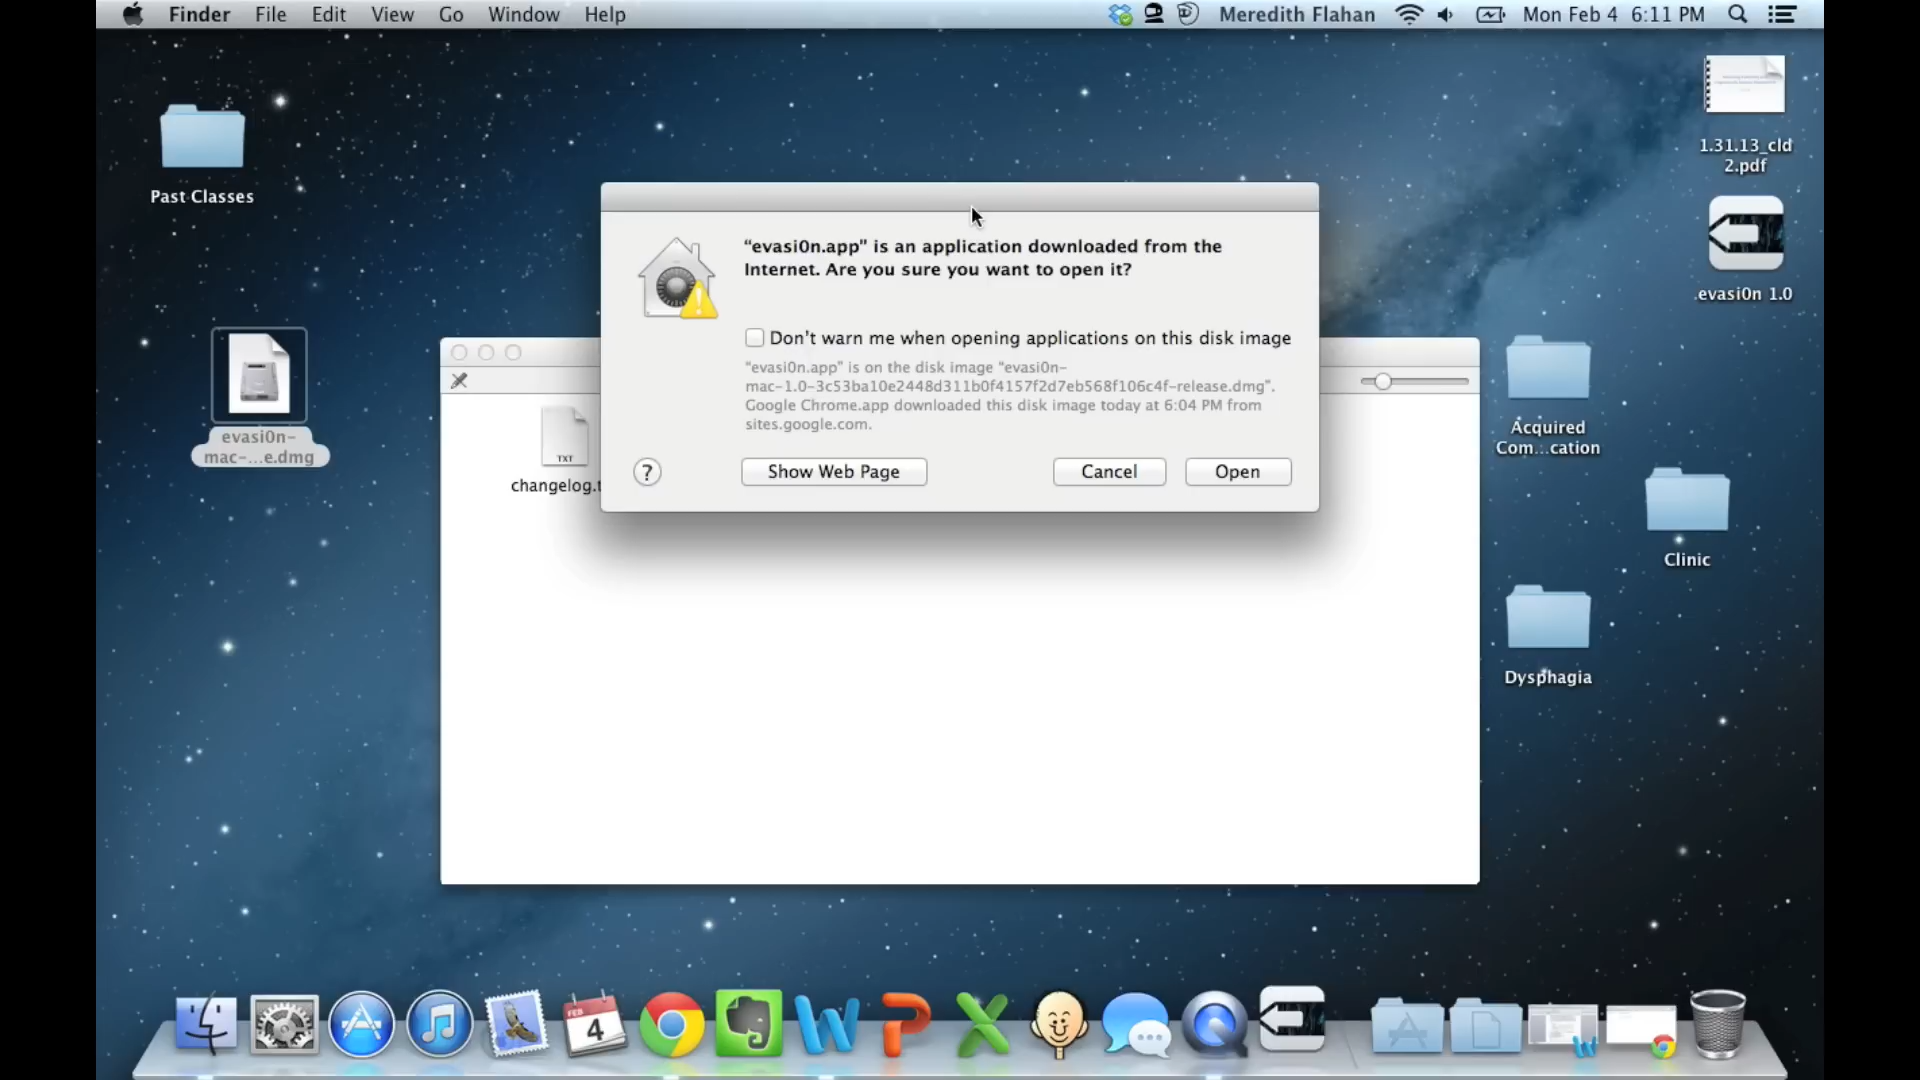 Finder File Edit View Go Window Help Meredith Flahan Mon Feb 4 6:11 PM
1.31.13_cld
2.pdf
Past Classes
evasi0n 1.0
"evasi0n.app" is an application downloaded from the
Internet. Are you sure you want to open it?
Don't warn me when opening applications on this disk image
"evasi0n.app" is on the disk image "evasi0n-
mac-1.0-3c53ba10e2448d311b0f4157f2d7eb568f106c4f-release.dmg".
Google Chrome.app downloaded this disk image today at 6:04 PM from
sites.google.com.
? Show Web Page Cancel Open
evasi0n-
mac-...e.dmg
TXT
changelog.t
Acquired
Com...cation
Clinic
Dysphagia
FEB
4